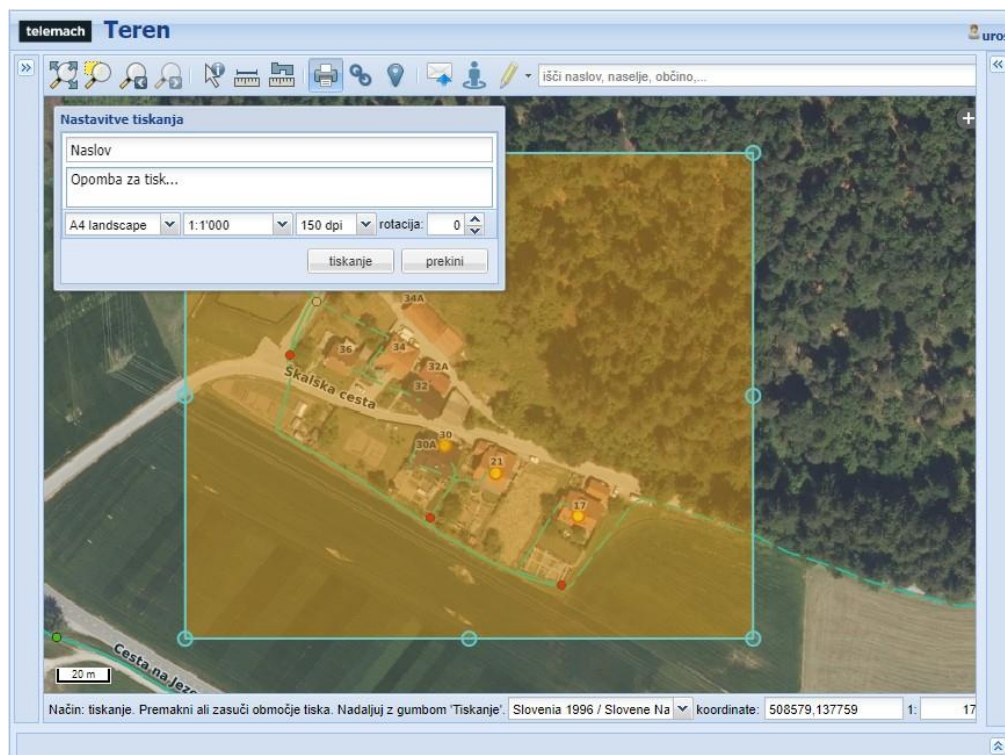 telemach Teren
uros
išči naslov, naselje, občino,...
Nastavitve tiskanja
Naslov
Opomba za tisk...
A4 landscape 1:1'000 150 dpi rotacija: 0
tiskanje prekini
34A
36
34
32A
32
Škalska cesta
30
30A
21
17
Cesta na Jeze
20 m
Način: tiskanje. Premakni ali zasuči območje tiska. Nadaljuj z gumbom 'Tiskanje'. Slovenia 1996 / Slovene Na koordinate: 508579,137759 1: 17